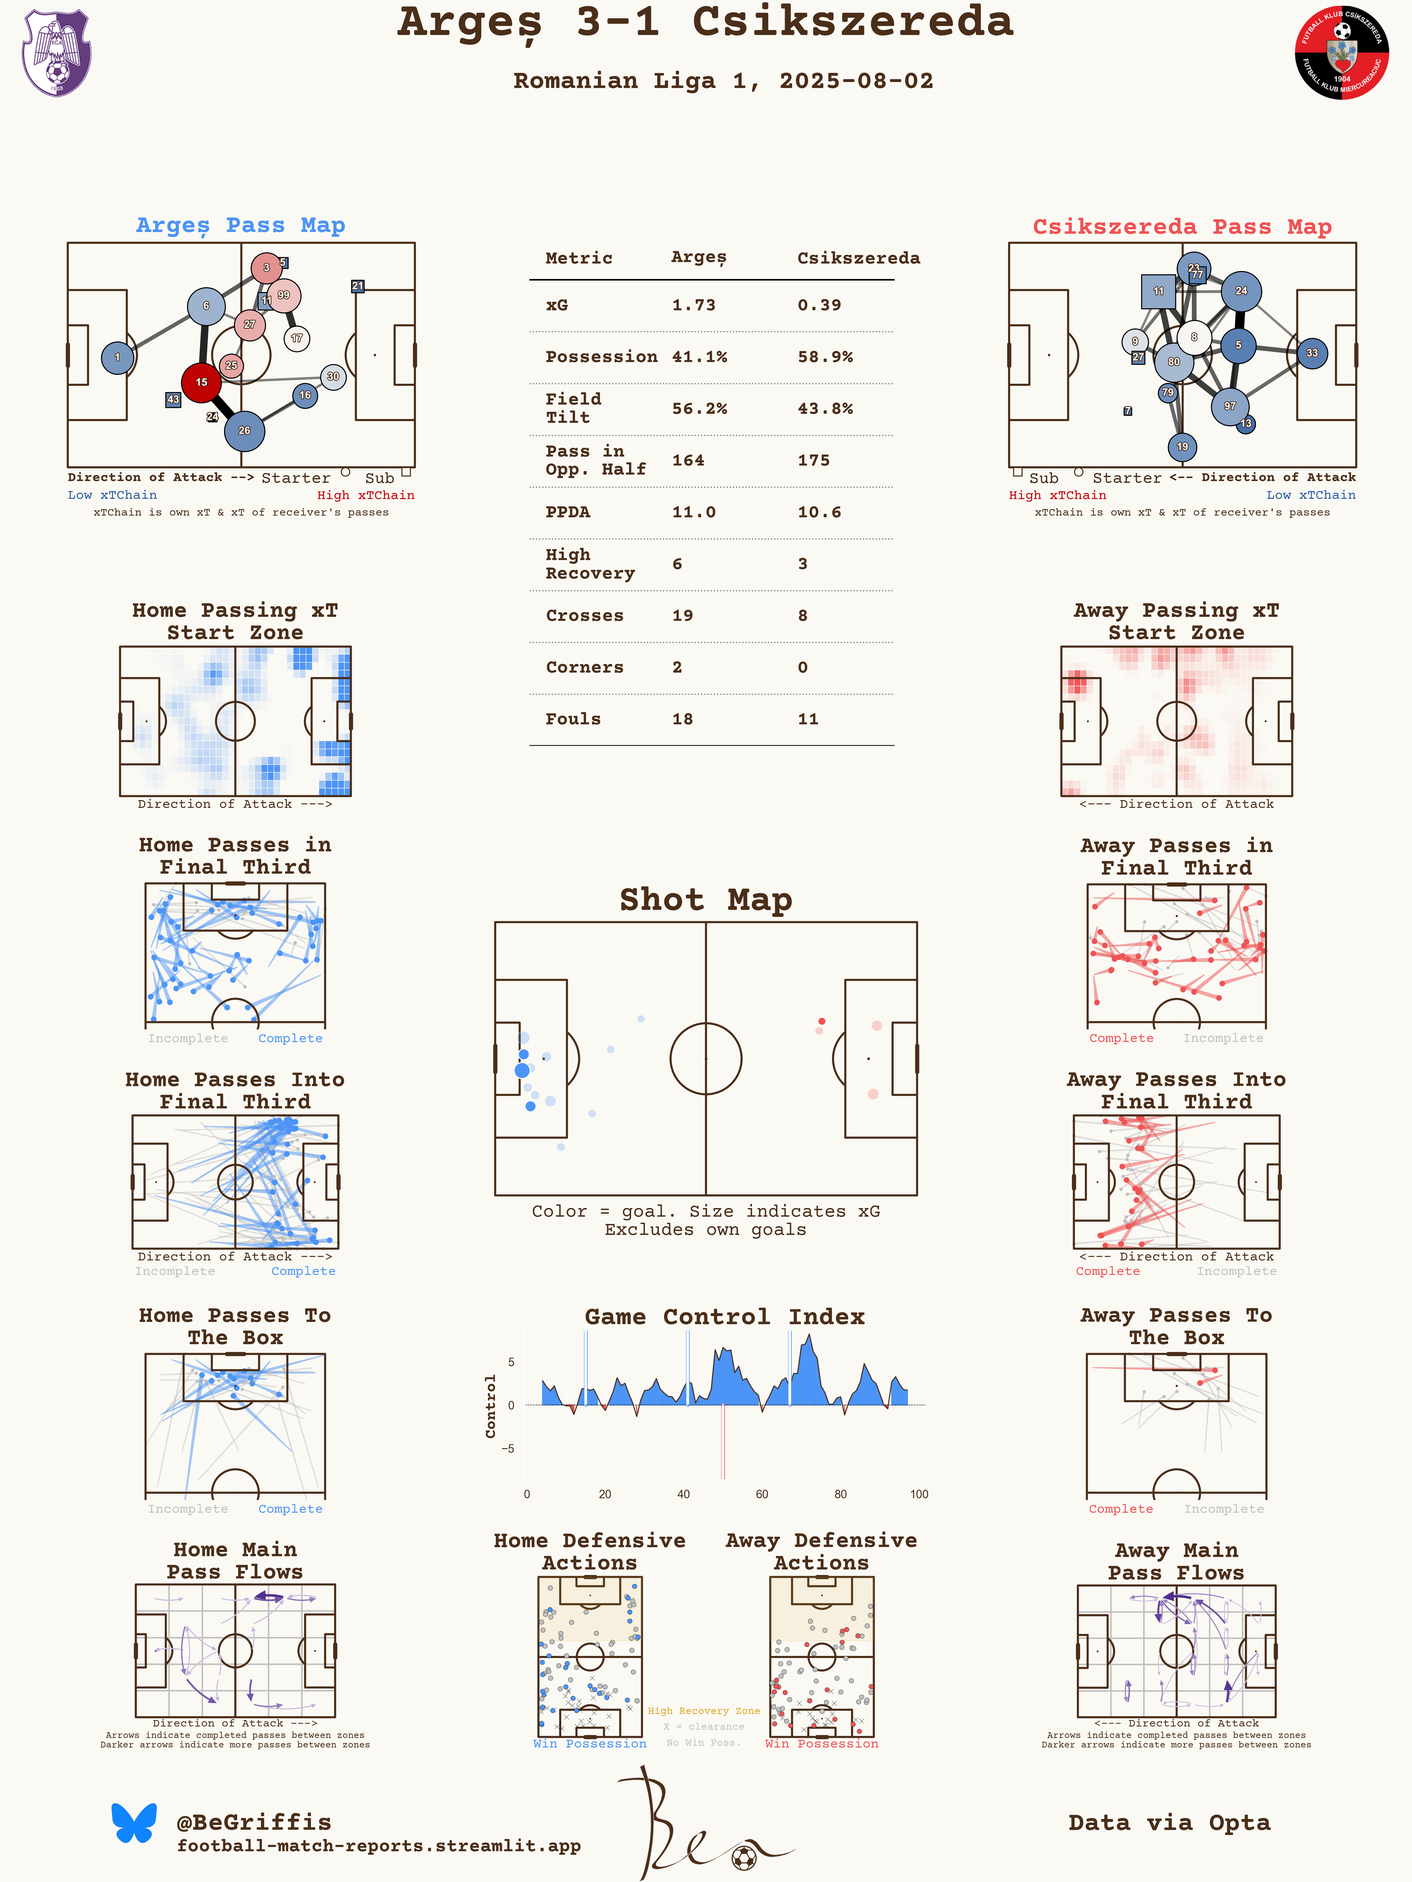 Argeș 3-1 Csikszereda
Romanian Liga 1, 2025-08-02
1938
FUTBALL KLUB CSÍKSZEREDA
1904
FUTBALL KLUB MIERCUREACIUC
Argeș Pass Map
3
5
99
11
21
6
27
17
1
25
15
30
16
43
24
26
Direction of Attack --> Starter Sub
Low xTChain High xTChain
xTChain is own xT & xT of receiver's passes
Metric Argeș Csikszereda
xG 1.73 0.39
Possession 41.1% 58.9%
Field
Tilt 56.2% 43.8%
Pass in
Opp. Half 164 175
PPDA 11.0 10.6
High
Recovery 6 3
Crosses 19 8
Corners 2 0
Fouls 18 11
Csikszereda Pass Map
23
77
11
24
9
8
5
33
27
80
79
7
97
13
19
Sub Starter <-- Direction of Attack
High xTChain Low xTChain
xTChain is own xT & xT of receiver's passes
Home Passing xT
Start Zone
Direction of Attack --->
Away Passing xT
Start Zone
<--- Direction of Attack
Home Passes in
Final Third
Incomplete Complete
Shot Map
Color = goal. Size indicates xG
Excludes own goals
Away Passes in
Final Third
Complete Incomplete
Home Passes Into
Final Third
Direction of Attack --->
Incomplete Complete
Away Passes Into
Final Third
<--- Direction of Attack
Complete Incomplete
Home Passes To
The Box
Incomplete Complete
Game Control Index
Control
5
0
−5
0 20 40 60 80 100
Away Passes To
The Box
Complete Incomplete
Home Main
Pass Flows
Direction of Attack --->
Arrows indicate completed passes between zones
Darker arrows indicate more passes between zones
Home Defensive
Actions
Win Possession
High Recovery Zone
X = clearance
No Win Poss.
Away Defensive
Actions
Win Possession
Away Main
Pass Flows
<--- Direction of Attack
Arrows indicate completed passes between zones
Darker arrows indicate more passes between zones
@BeGriffis
football-match-reports.streamlit.app
Ben
Data via Opta